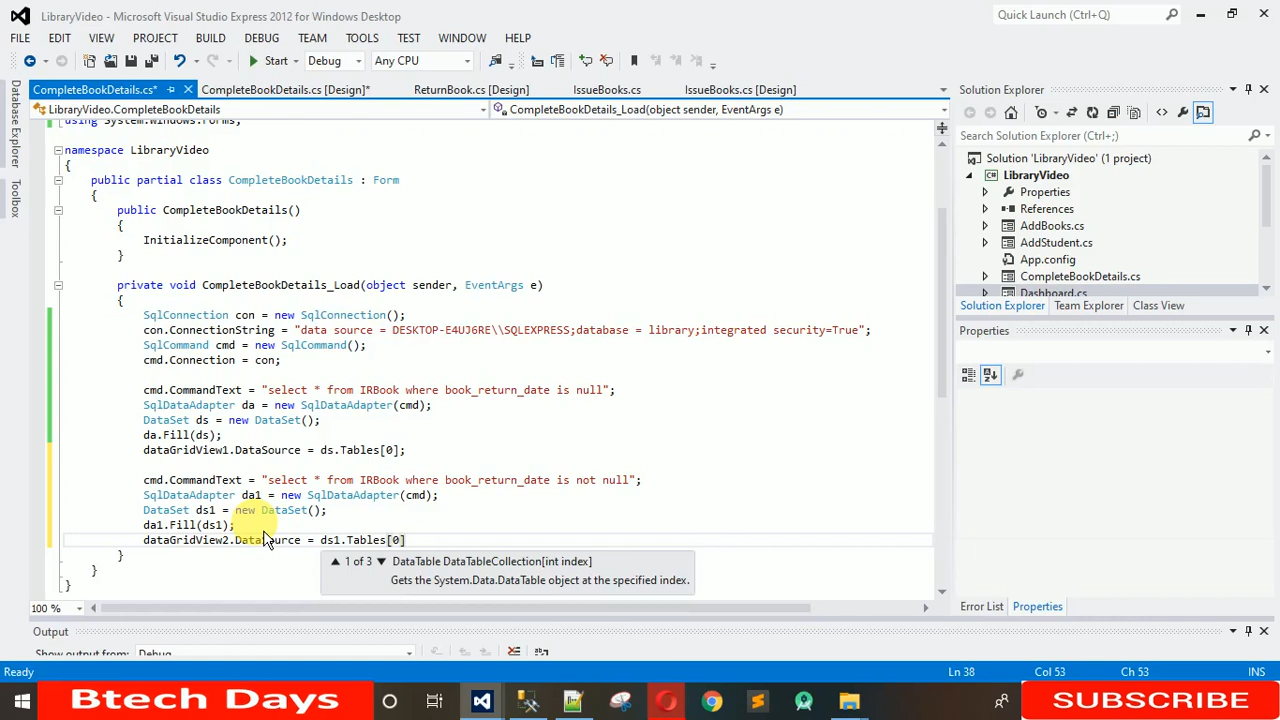 LibraryVideo - Microsoft Visual Studio Express 2012 for Windows Desktop
Quick Launch (Ctrl+Q)
FILE EDIT VIEW PROJECT BUILD DEBUG TEAM TOOLS TEST WINDOW HELP
Start Debug Any CPU
CompleteBookDetails.cs* CompleteBookDetails.cs [Design]* ReturnBook.cs [Design] IssueBooks.cs IssueBooks.cs [Design]
LibraryVideo.CompleteBookDetails CompleteBookDetails_Load(object sender, EventArgs e)
Database Explorer
Toolbox
using System.Windows.Forms;
namespace LibraryVideo
{
public partial class CompleteBookDetails : Form
{
public CompleteBookDetails()
{
InitializeComponent();
}
private void CompleteBookDetails_Load(object sender, EventArgs e)
{
SqlConnection con = new SqlConnection();
con.ConnectionString = "data source = DESKTOP-E4UJ6RE\\SQLEXPRESS;database = library;integrated security=True";
SqlCommand cmd = new SqlCommand();
cmd.Connection = con;
cmd.CommandText = "select * from IRBook where book_return_date is null";
SqlDataAdapter da = new SqlDataAdapter(cmd);
DataSet ds = new DataSet();
da.Fill(ds);
dataGridView1.DataSource = ds.Tables[0];
cmd.CommandText = "select * from IRBook where book_return_date is not null";
SqlDataAdapter da1 = new SqlDataAdapter(cmd);
DataSet ds1 = new DataSet();
da1.Fill(ds1);
dataGridView2.DataSource = ds1.Tables[0]
}
}
}
▲ 1 of 3 ▼ DataTable DataTableCollection[int index]
Gets the System.Data.DataTable object at the specified index.
100 %
Output
Show output from: Debug
Solution Explorer
Search Solution Explorer (Ctrl+;)
Solution 'LibraryVideo' (1 project)
LibraryVideo
Properties
References
AddBooks.cs
AddStudent.cs
App.config
CompleteBookDetails.cs
Dashboard.cs
Solution Explorer Team Explorer Class View
Properties
Error List Properties
Ready Ln 38 Col 53 Ch 53 INS
Btech Days
SUBSCRIBE